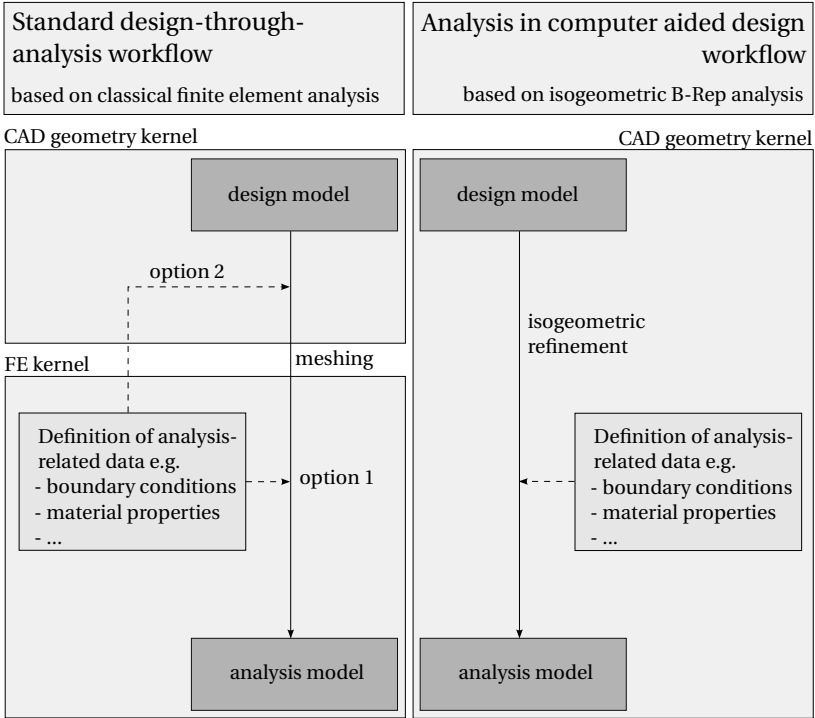 Standard design-through-
analysis workflow
based on classical finite element analysis
CAD geometry kernel
design model
option 2
meshing
FE kernel
Definition of analysis-
related data e.g.
- boundary conditions
- material properties
- ...
option 1
analysis model
Analysis in computer aided design
workflow
based on isogeometric B-Rep analysis
CAD geometry kernel
design model
isogeometric
refinement
Definition of analysis-
related data e.g.
- boundary conditions
- material properties
- ...
analysis model